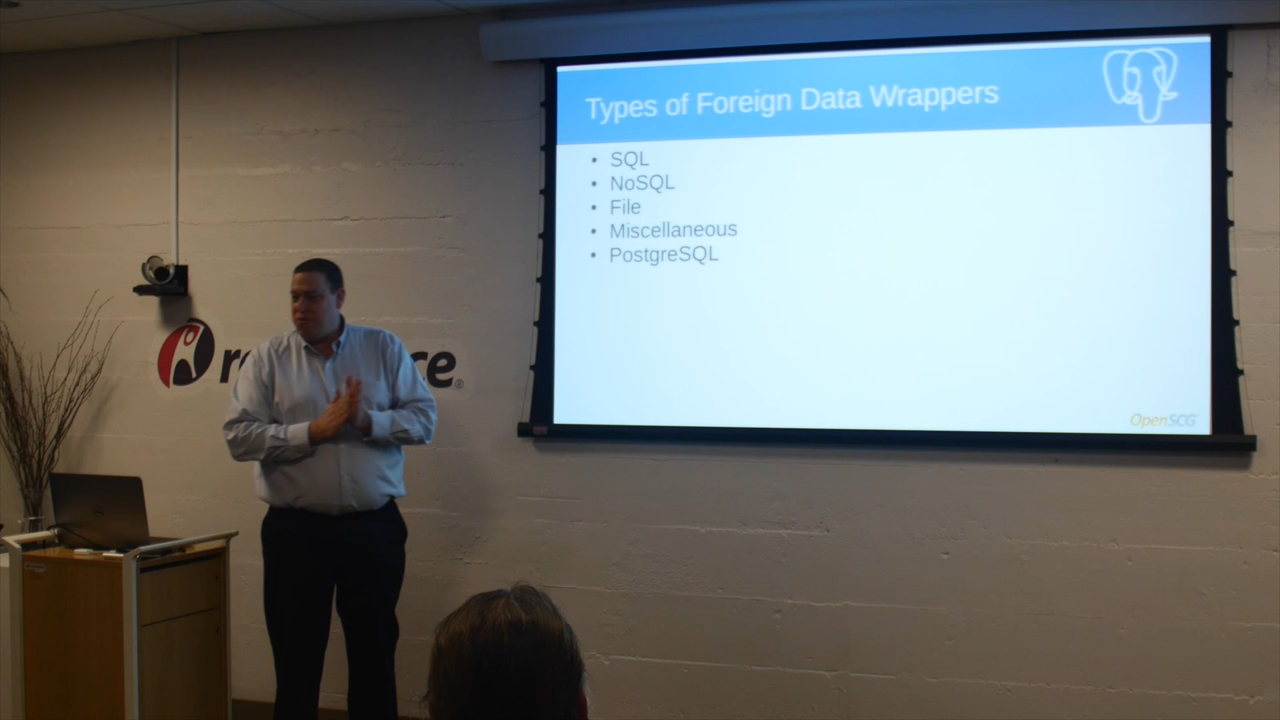 Types of Foreign Data Wrappers
• SQL
• NoSQL
• File
• Miscellaneous
• PostgreSQL
OpenSCG